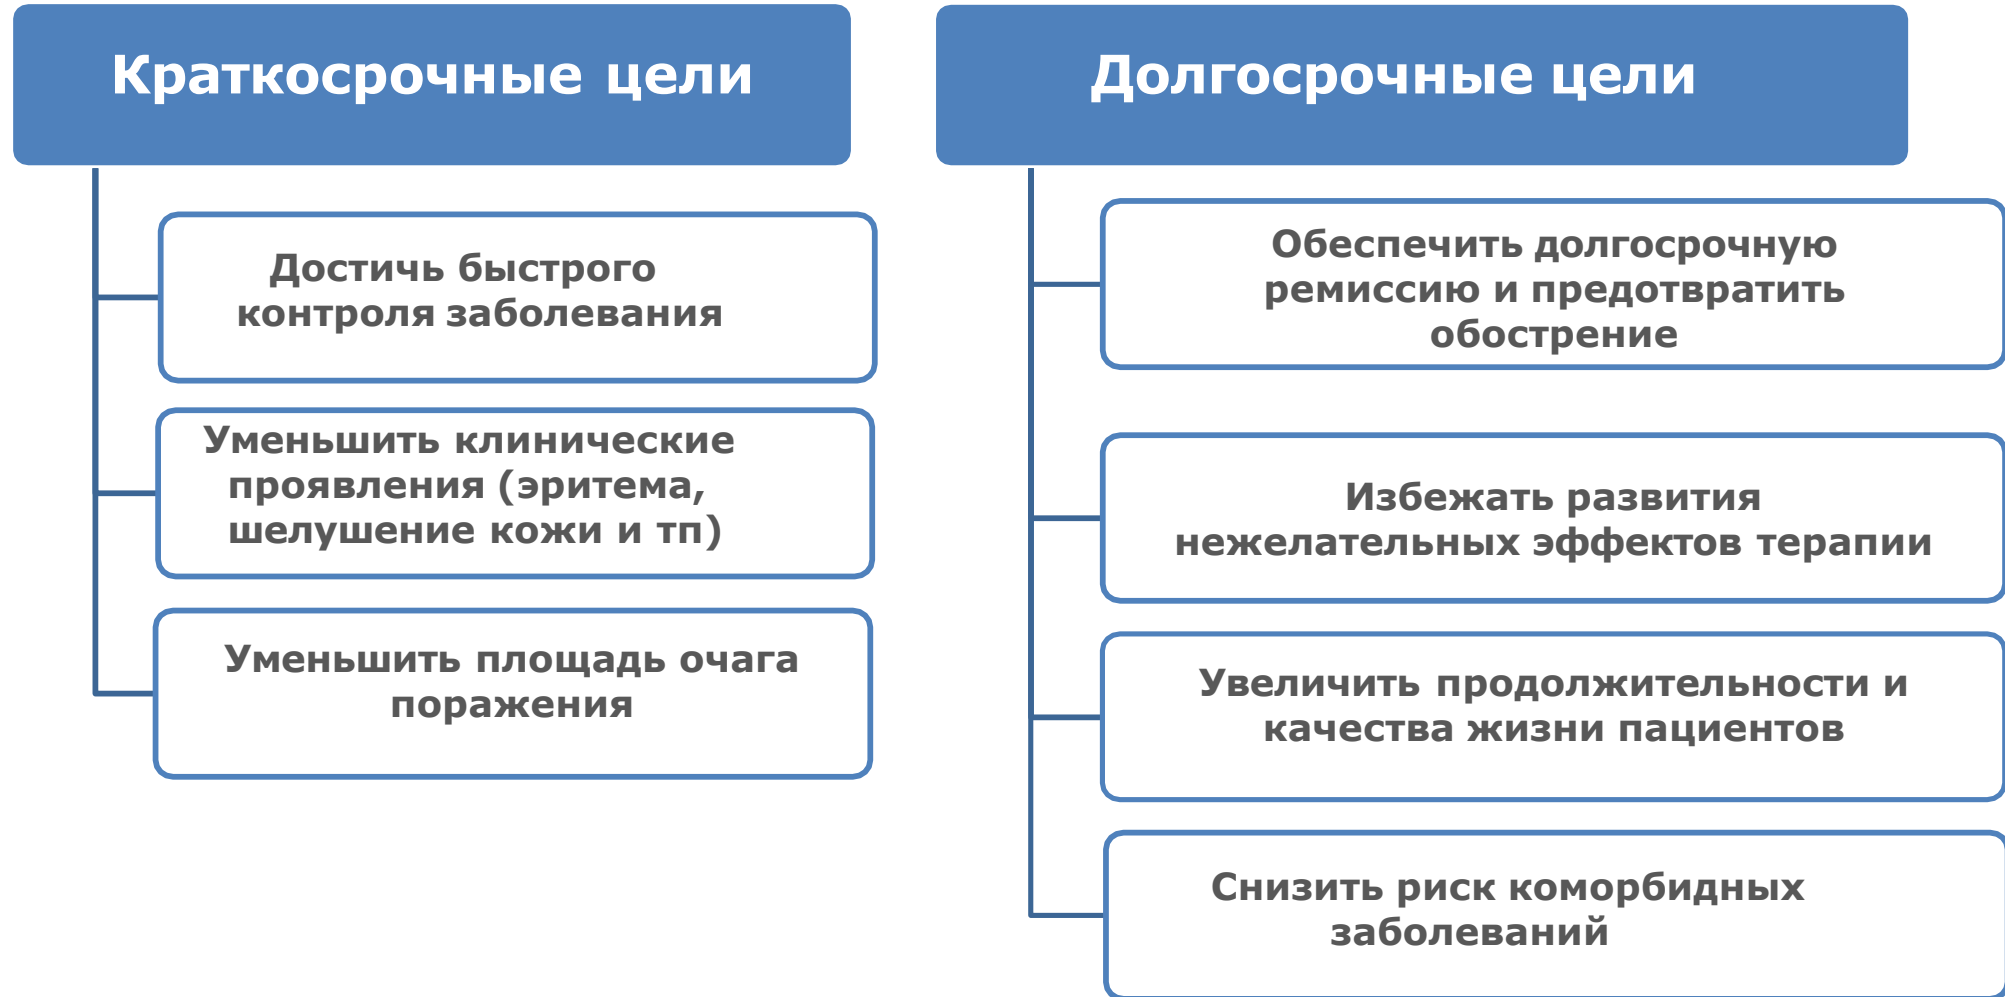 Краткосрочные цели
Достичь быстрого
контроля заболевания
Уменьшить клинические
проявления (эритема,
шелушение кожи и тп)
Уменьшить площадь очага
поражения
Долгосрочные цели
Обеспечить долгосрочную
ремиссию и предотвратить
обострение
Избежать развития
нежелательных эффектов терапии
Увеличить продолжительности и
качества жизни пациентов
Снизить риск коморбидных
заболеваний